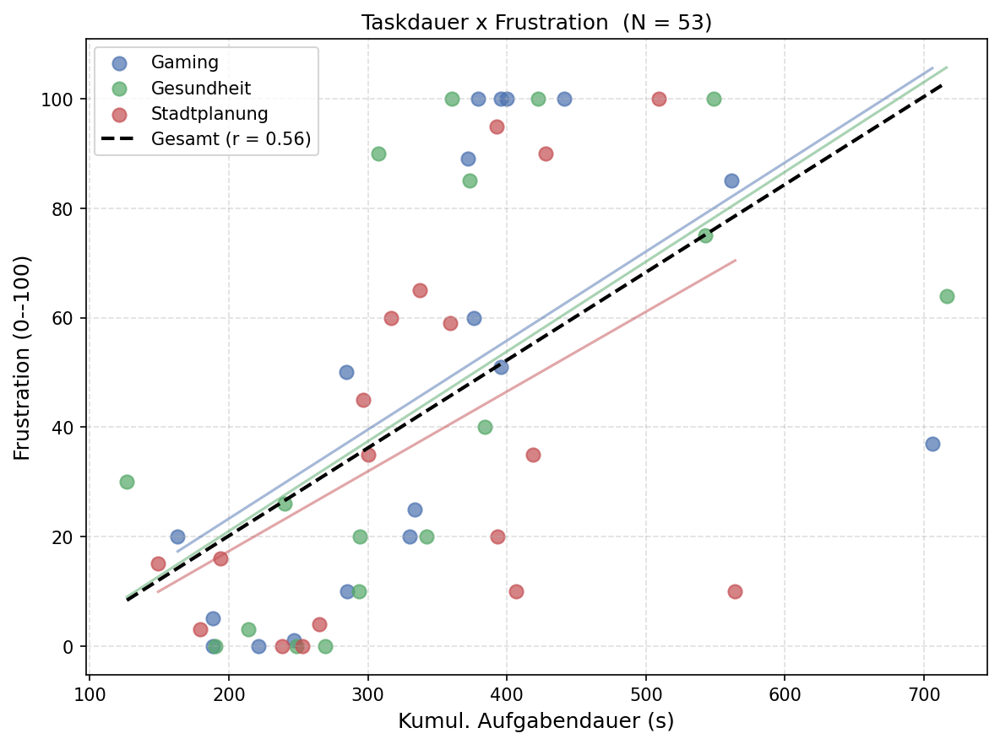 Taskdauer x Frustration (N = 53)
Gaming
Gesundheit
Stadtplanung
Gesamt (r = 0.56)
Frustration (0--100)
100
80
60
40
20
0
100 200 300 400 500 600 700
Kumul. Aufgabendauer (s)